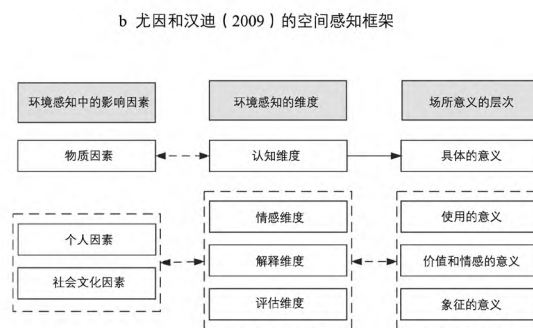 b 尤因和汉迪（2009）的空间感知框架
环境感知中的影响因素
环境感知的维度
场所意义的层次
物质因素
认知维度
具体的意义
情感维度
使用的意义
个人因素
解释维度
价值和情感的意义
社会文化因素
评估维度
象征的意义